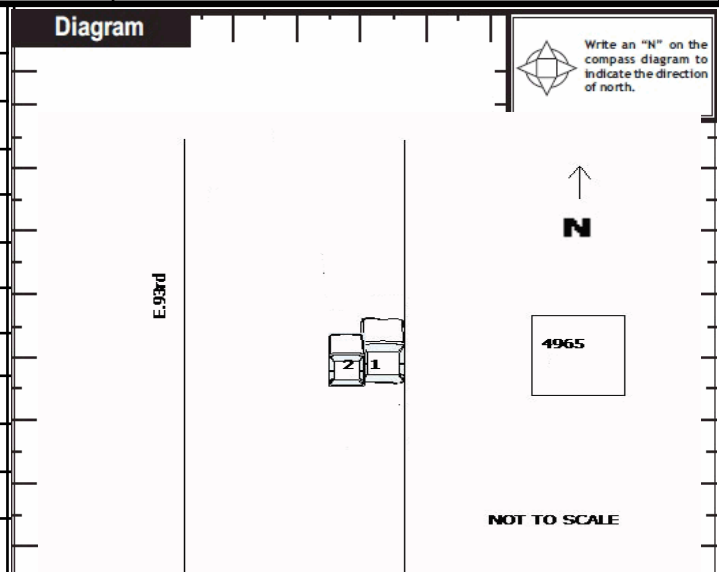 Diagram
Write an “N” on the
compass diagram to
indicate the direction
of north.
N
E.93rd
4965
2 1
NOT TO SCALE